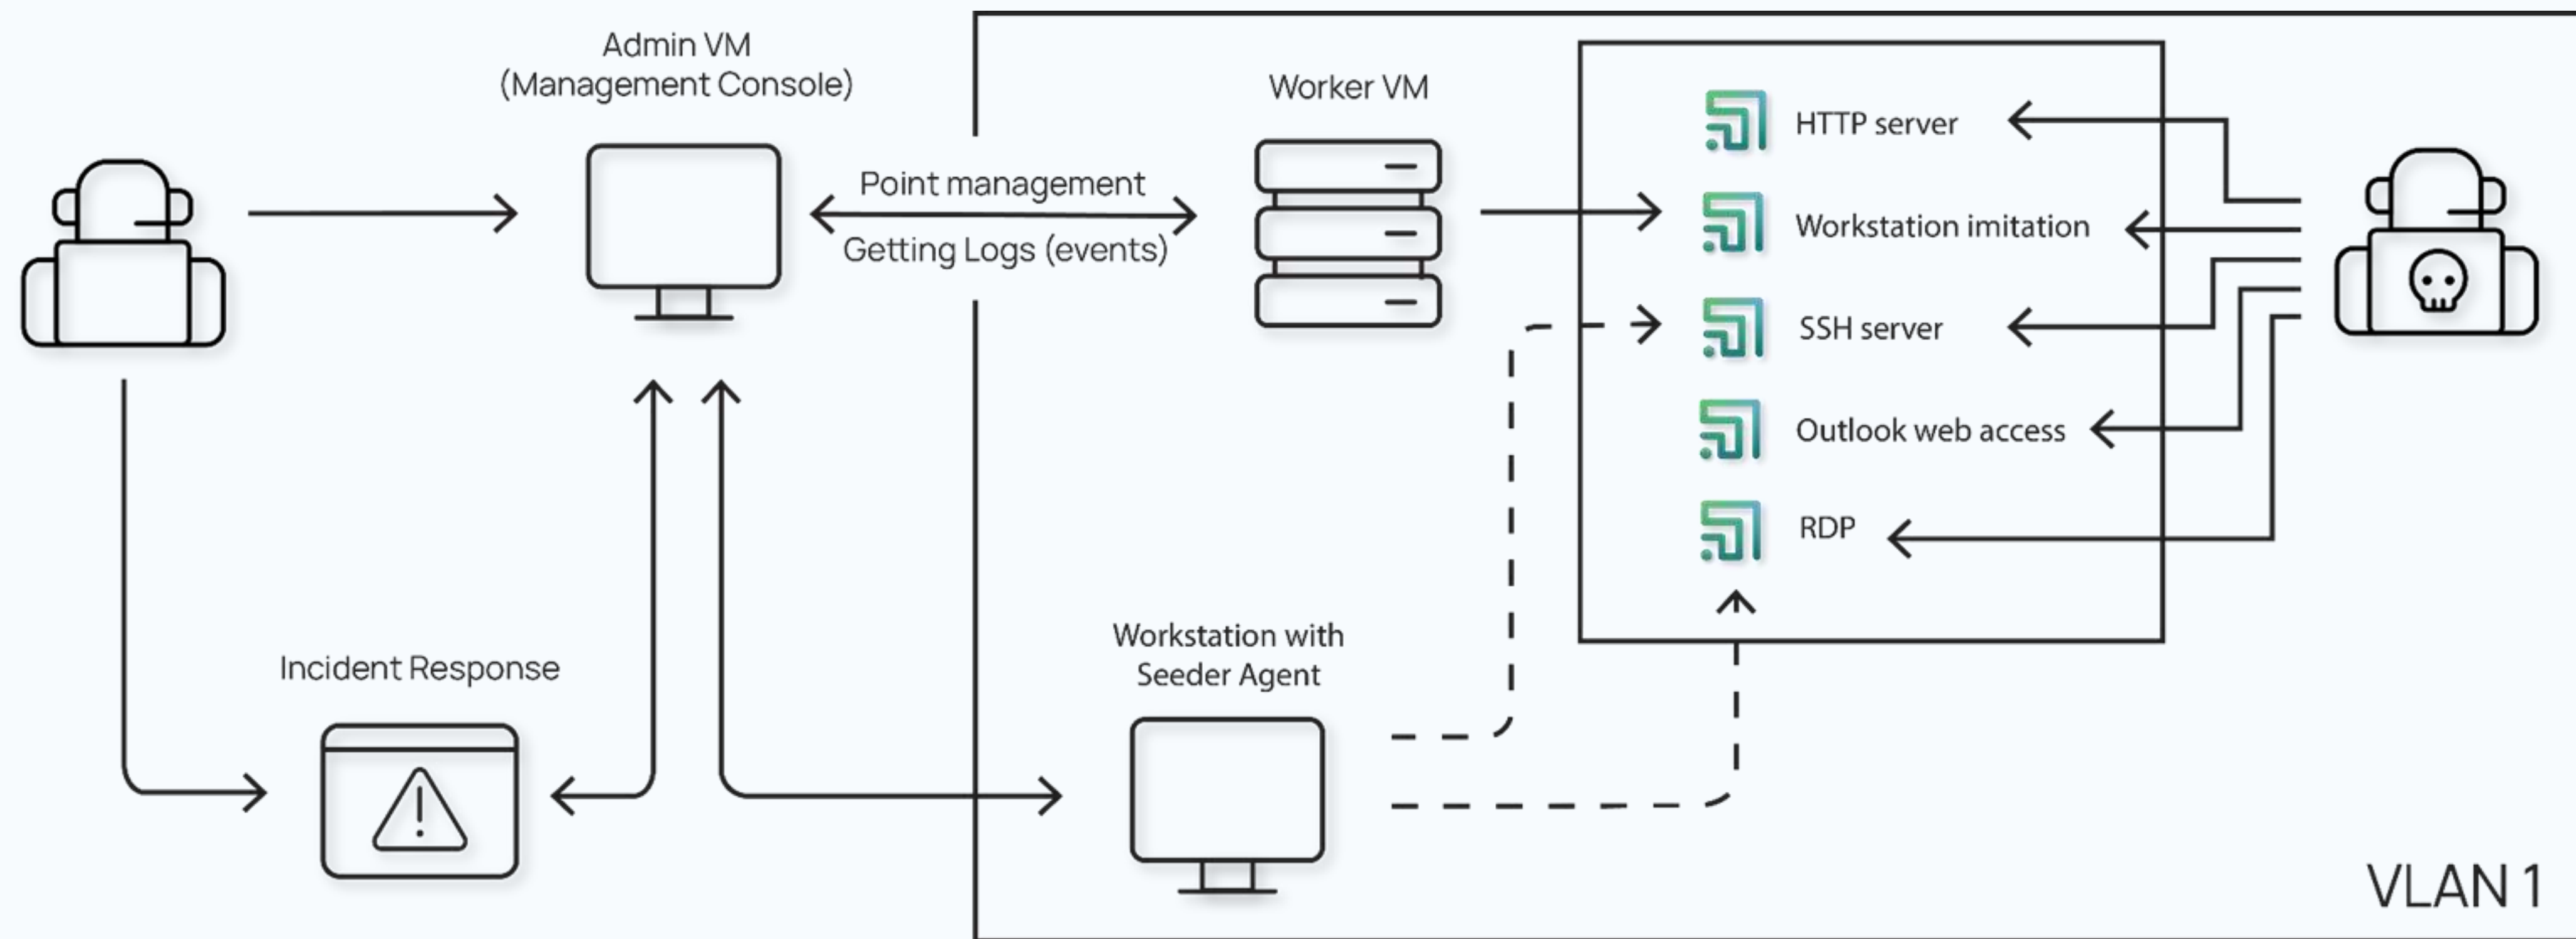 Admin VM
(Management Console)
Worker VM
Point management
Getting Logs (events)
HTTP server
Workstation imitation
SSH server
Outlook web access
RDP
Incident Response
Workstation with
Seeder Agent
VLAN 1